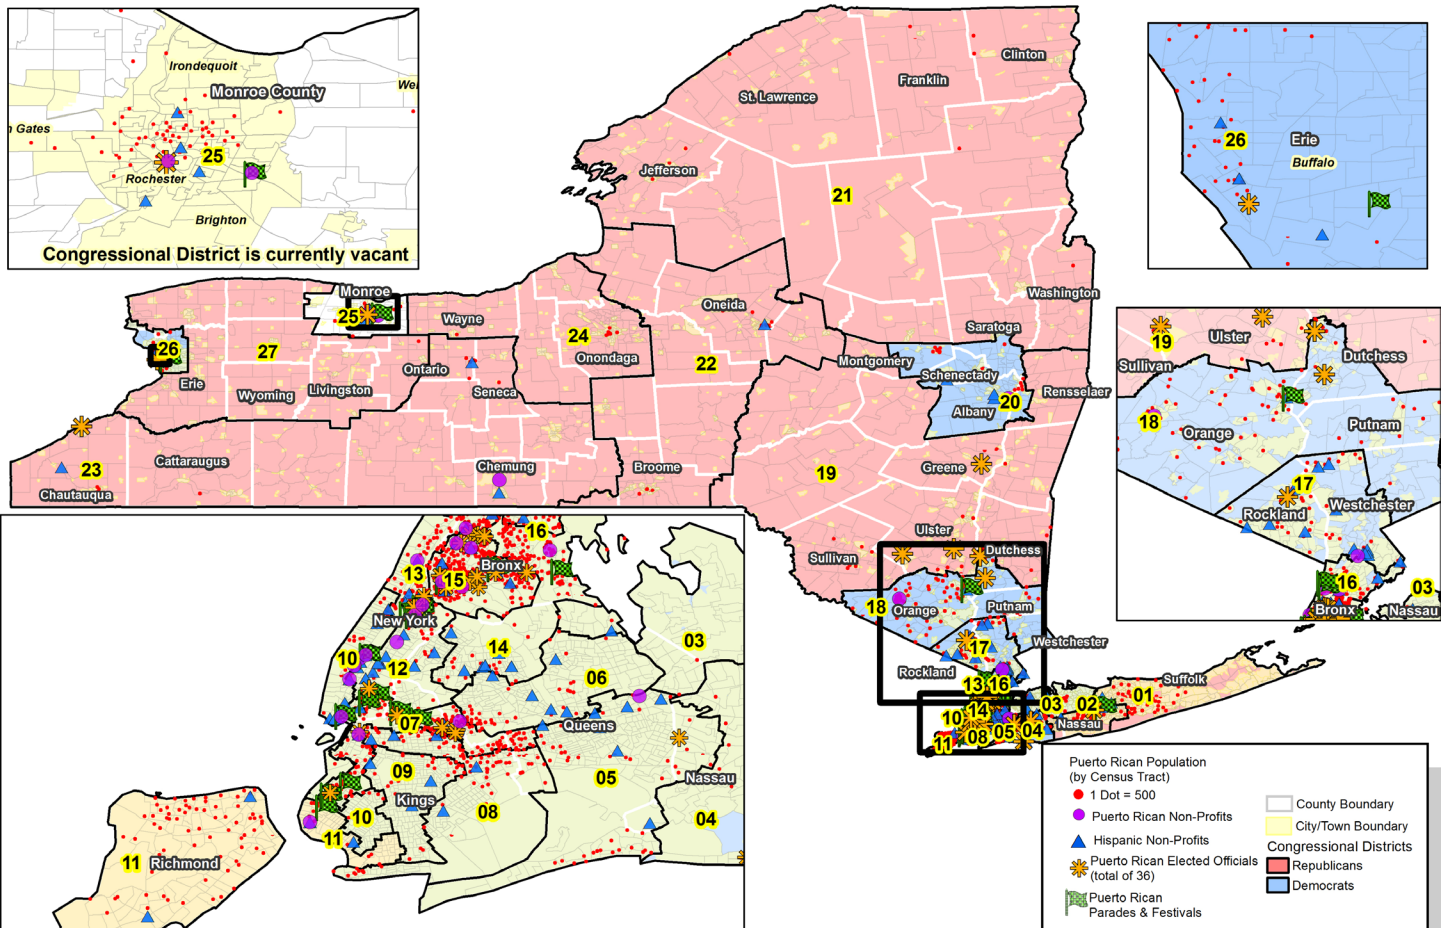 Irondequoit
Monroe County
Gates
25
Rochester
Brighton
Congressional District is currently vacant
Clinton
Franklin
St. Lawrence
Jefferson
21
26
Erie
Buffalo
Monroe
25
Wayne
Oneida
Washington
Saratoga
24
26
27
Onondaga
22
Montgomery
Schenectady
Ontario
Erie
Wyoming
Livingston
Seneca
Albany
20
Rensselaer
23
Cattaraugus
Chautauqua
Chemung
Broome
19
Greene
Ulster
Sullivan
Dutchess
18
Orange
Putnam
17
Westchester
Rockland
13
16
Suffolk
01
02
03
Nassau
14
10
08
05
04
11
19
Ulster
Sullivan
Dutchess
18
Orange
Putnam
17
Rockland
Westchester
16
03
Bronx
Nassau
16
Bronx
13
15
New York
14
03
10
12
06
07
Queens
09
05
Nassau
Kings
08
10
04
11
11
Richmond
Puerto Rican Population
(by Census Tract)
1 Dot = 500
Puerto Rican Non-Profits
Hispanic Non-Profits
Puerto Rican Elected Officials
(total of 36)
Puerto Rican
Parades & Festivals
County Boundary
City/Town Boundary
Congressional Districts
Republicans
Democrats